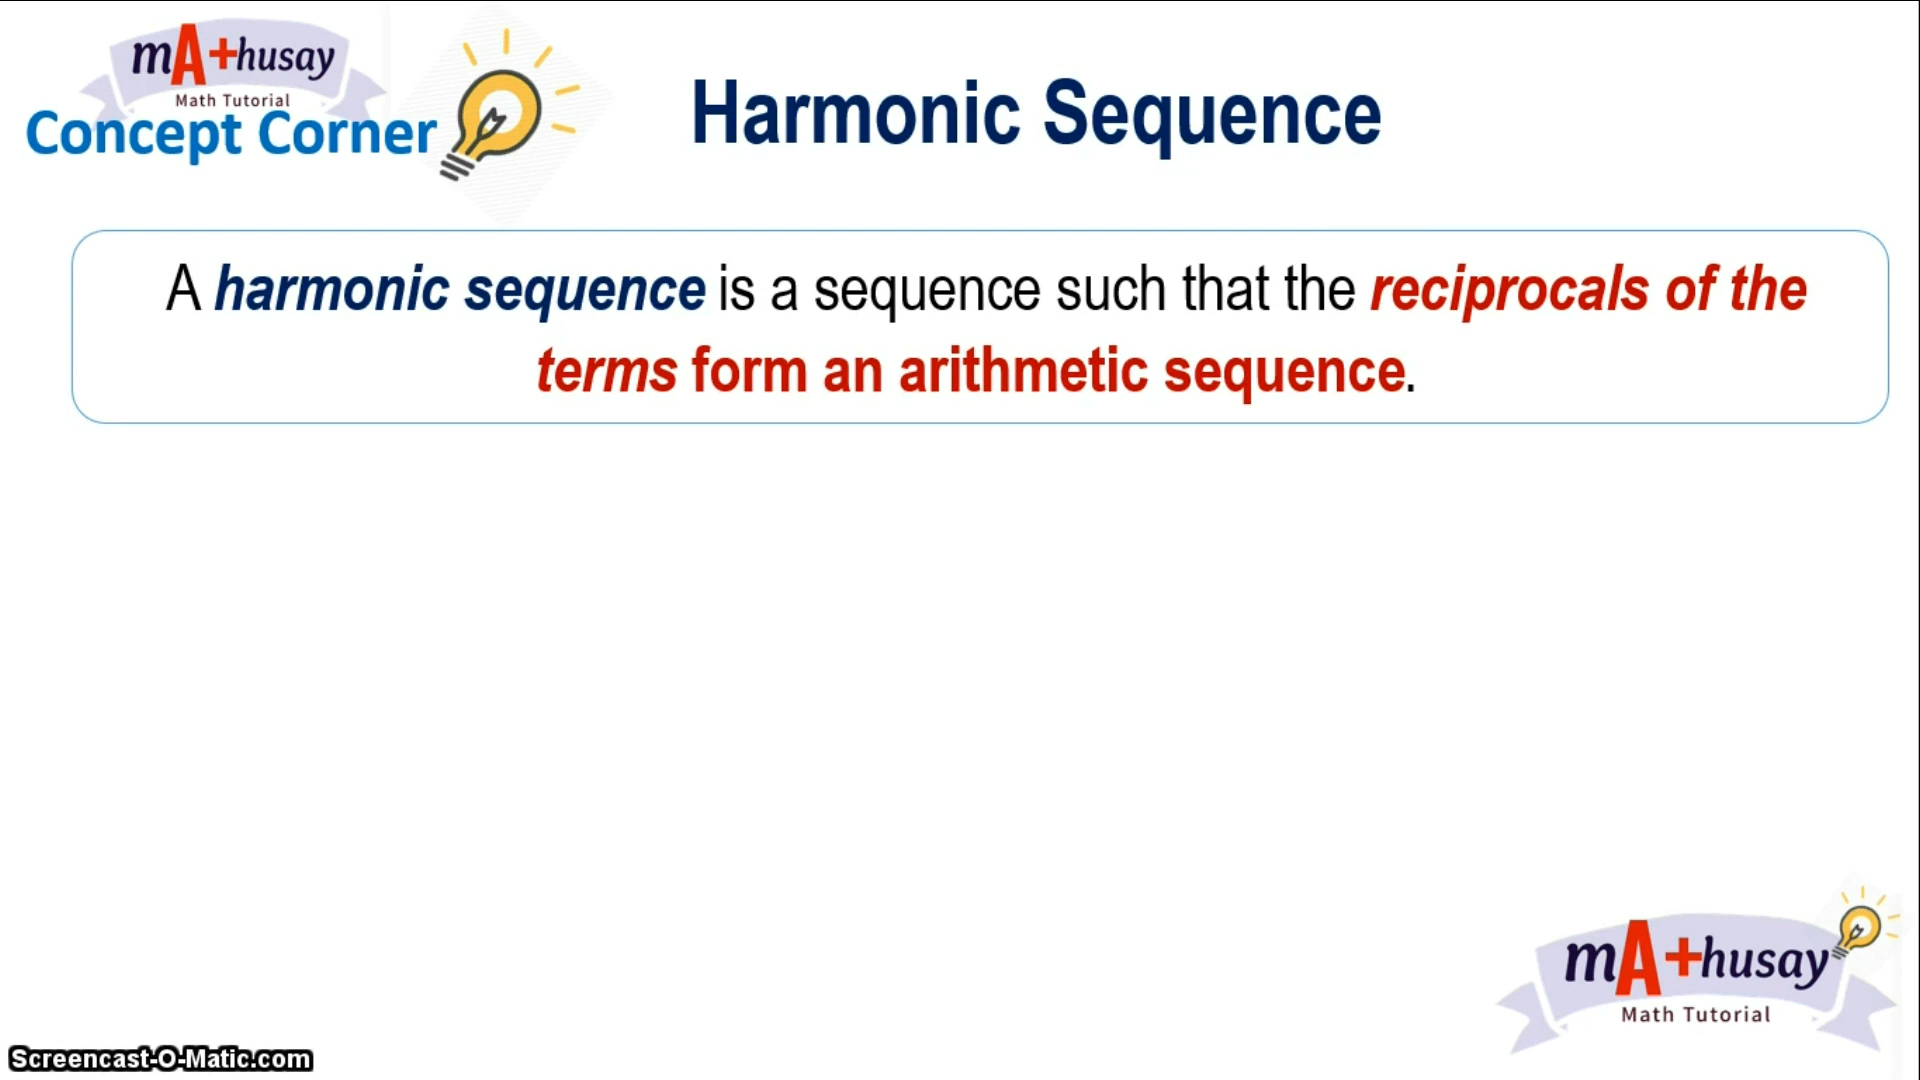 mA+husay
Math Tutorial
Concept Corner
Harmonic Sequence
A harmonic sequence is a sequence such that the reciprocals of the
terms form an arithmetic sequence.
mA+husay
Math Tutorial
Screencast-O-Matic.com